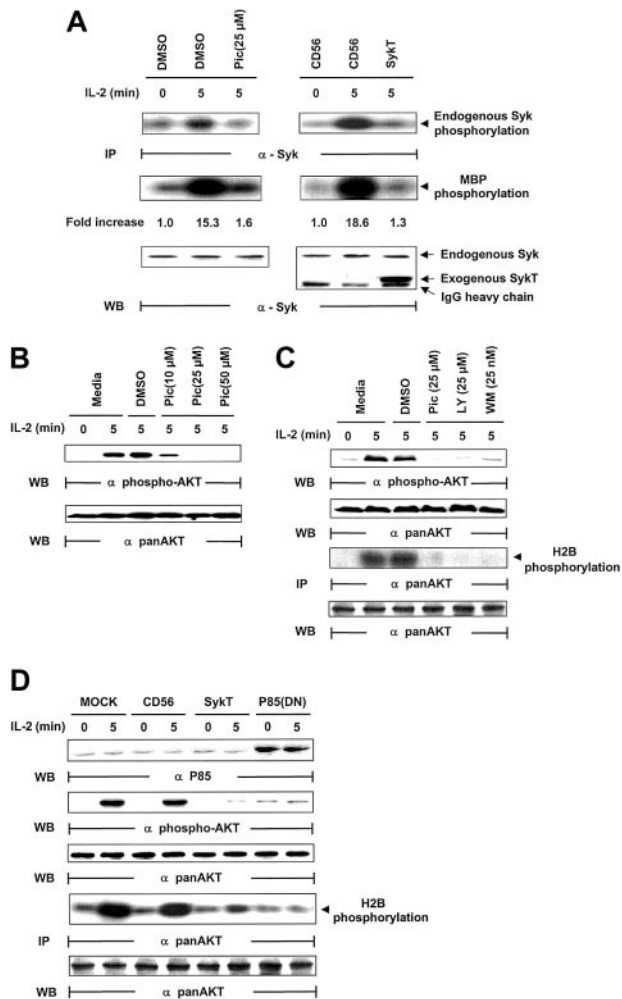 A
DMSO DMSO Pic(25 µM) CD56 CD56 SykT
IL-2 (min) 0 5 5 0 5 5
Endogenous Syk phosphorylation
IP α - Syk
MBP phosphorylation
Fold increase 1.0 15.3 1.6 1.0 18.6 1.3
Endogenous Syk
Exogenous SykT
IgG heavy chain
WB α - Syk
B
Media DMSO Pic(10 µM) Pic(25 µM) Pic(50 µM)
IL-2 (min) 0 5 5 5 5 5
WB α phospho-AKT
WB α panAKT
C
Media DMSO Pic (25 µM) LY (25 µM) WM (25 nM)
IL-2 (min) 0 5 5 5 5 5
WB α phospho-AKT
WB α panAKT
H2B phosphorylation
IP α panAKT
WB α panAKT
D
MOCK CD56 SykT P85(DN)
IL-2 (min) 0 5 0 5 0 5 0 5
WB α P85
WB α phospho-AKT
WB α panAKT
H2B phosphorylation
IP α panAKT
WB α panAKT